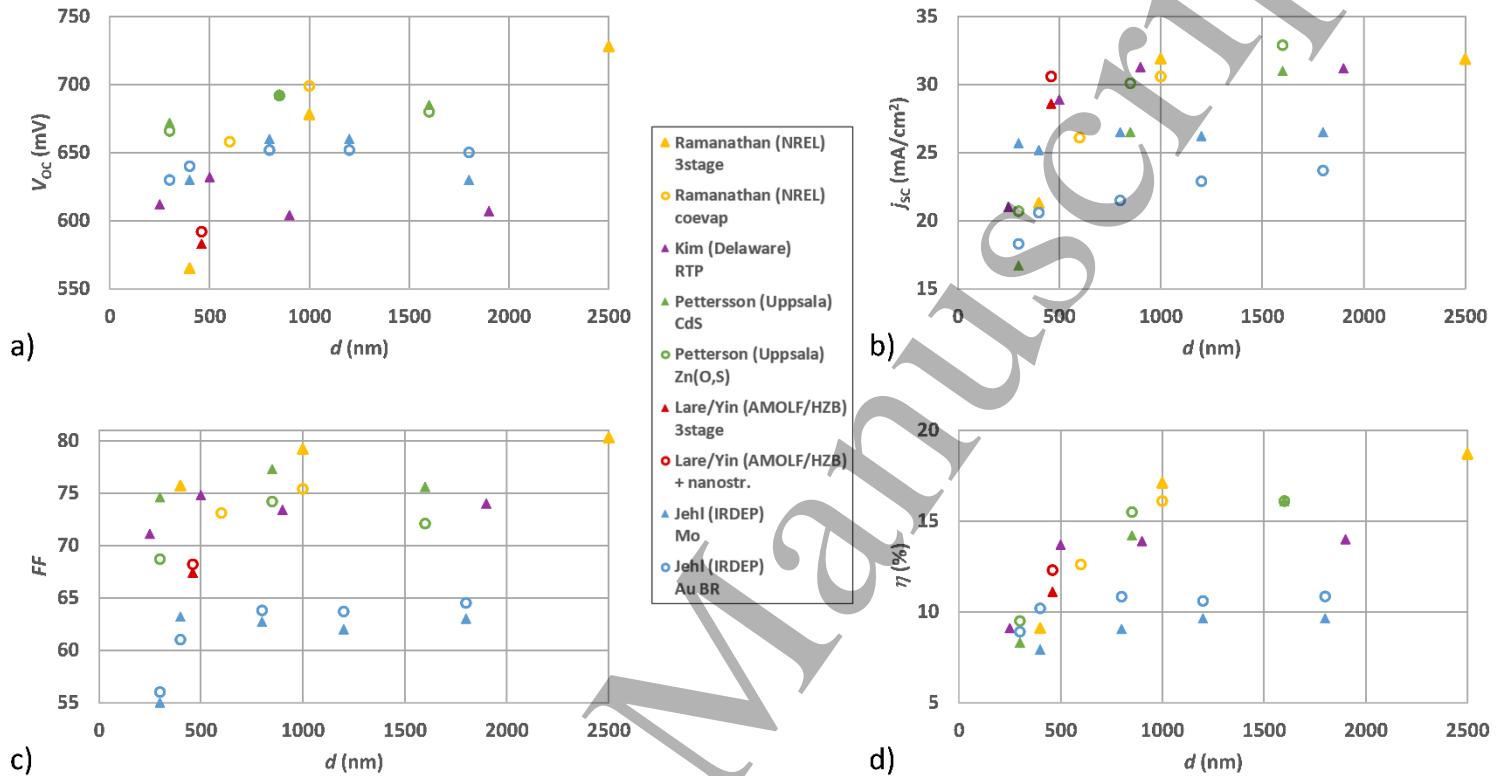 750
700
650
600
550
V_OC (mV)
0
500
1000
1500
2000
2500
a)
d (nm)
35
30
25
20
15
j_SC (mA/cm²)
0
500
1000
1500
2000
2500
b)
d (nm)
Ramanathan (NREL)
3stage
Ramanathan (NREL)
coevap
Kim (Delaware)
RTP
Pettersson (Uppsala)
CdS
Petterson (Uppsala)
Zn(O,S)
Lare/Yin (AMOLF/HZB)
3stage
Lare/Yin (AMOLF/HZB)
+ nanostr.
Jehl (IRDEP)
Mo
Jehl (IRDEP)
Au BR
80
75
70
65
60
55
FF
0
500
1000
1500
2000
2500
c)
d (nm)
20
15
10
5
η (%)
0
500
1000
1500
2000
2500
d)
d (nm)
Manuscri